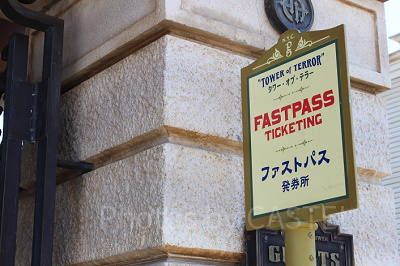 "TOWER of TERROR"
タワー・オブ・テラー
FASTPASS
TICKETING
ファストパス
発券所